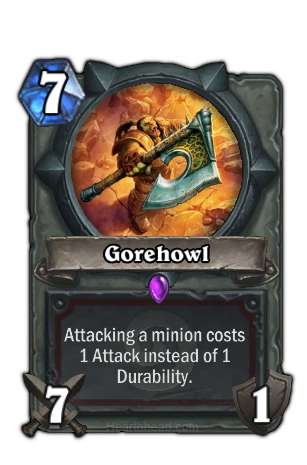 7
Gorehowl
Attacking a minion costs
1 Attack instead of 1
Durability.
7
1